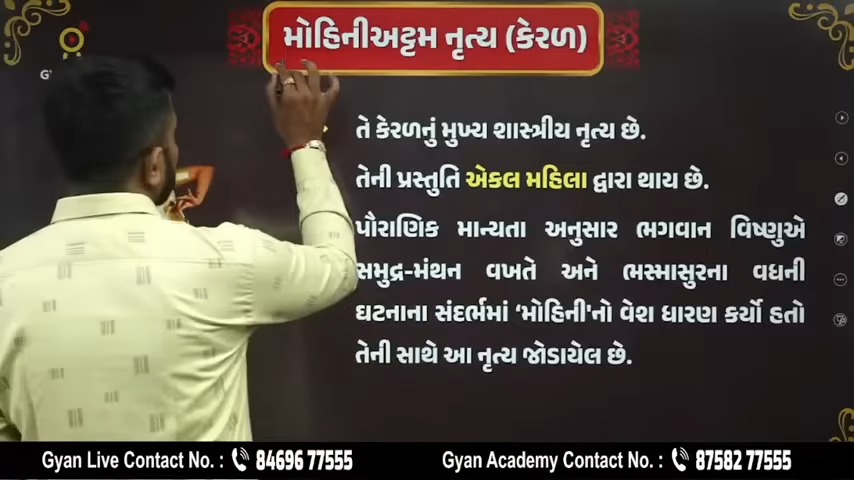 મોહિનીઅટ્ટમ નૃત્ય (કેરળ)
તે કેરળનું મુખ્ય શાસ્ત્રીય નૃત્ય છે.
તેની પ્રસ્તુતિ એકલ મહિલા દ્વારા થાય છે.
પૌરાણિક માન્યતા અનુસાર ભગવાન વિષ્ણુએ
સમુદ્ર-મંથન વખતે અને ભસ્માસુરના વધની
ઘટનાના સંદર્ભમાં ‘મોહિની'નો વેશ ધારણ કર્યો હતો
તેની સાથે આ નૃત્ય જોડાયેલ છે.
Gyan Live Contact No. : 84696 77555
Gyan Academy Contact No. : 87582 77555